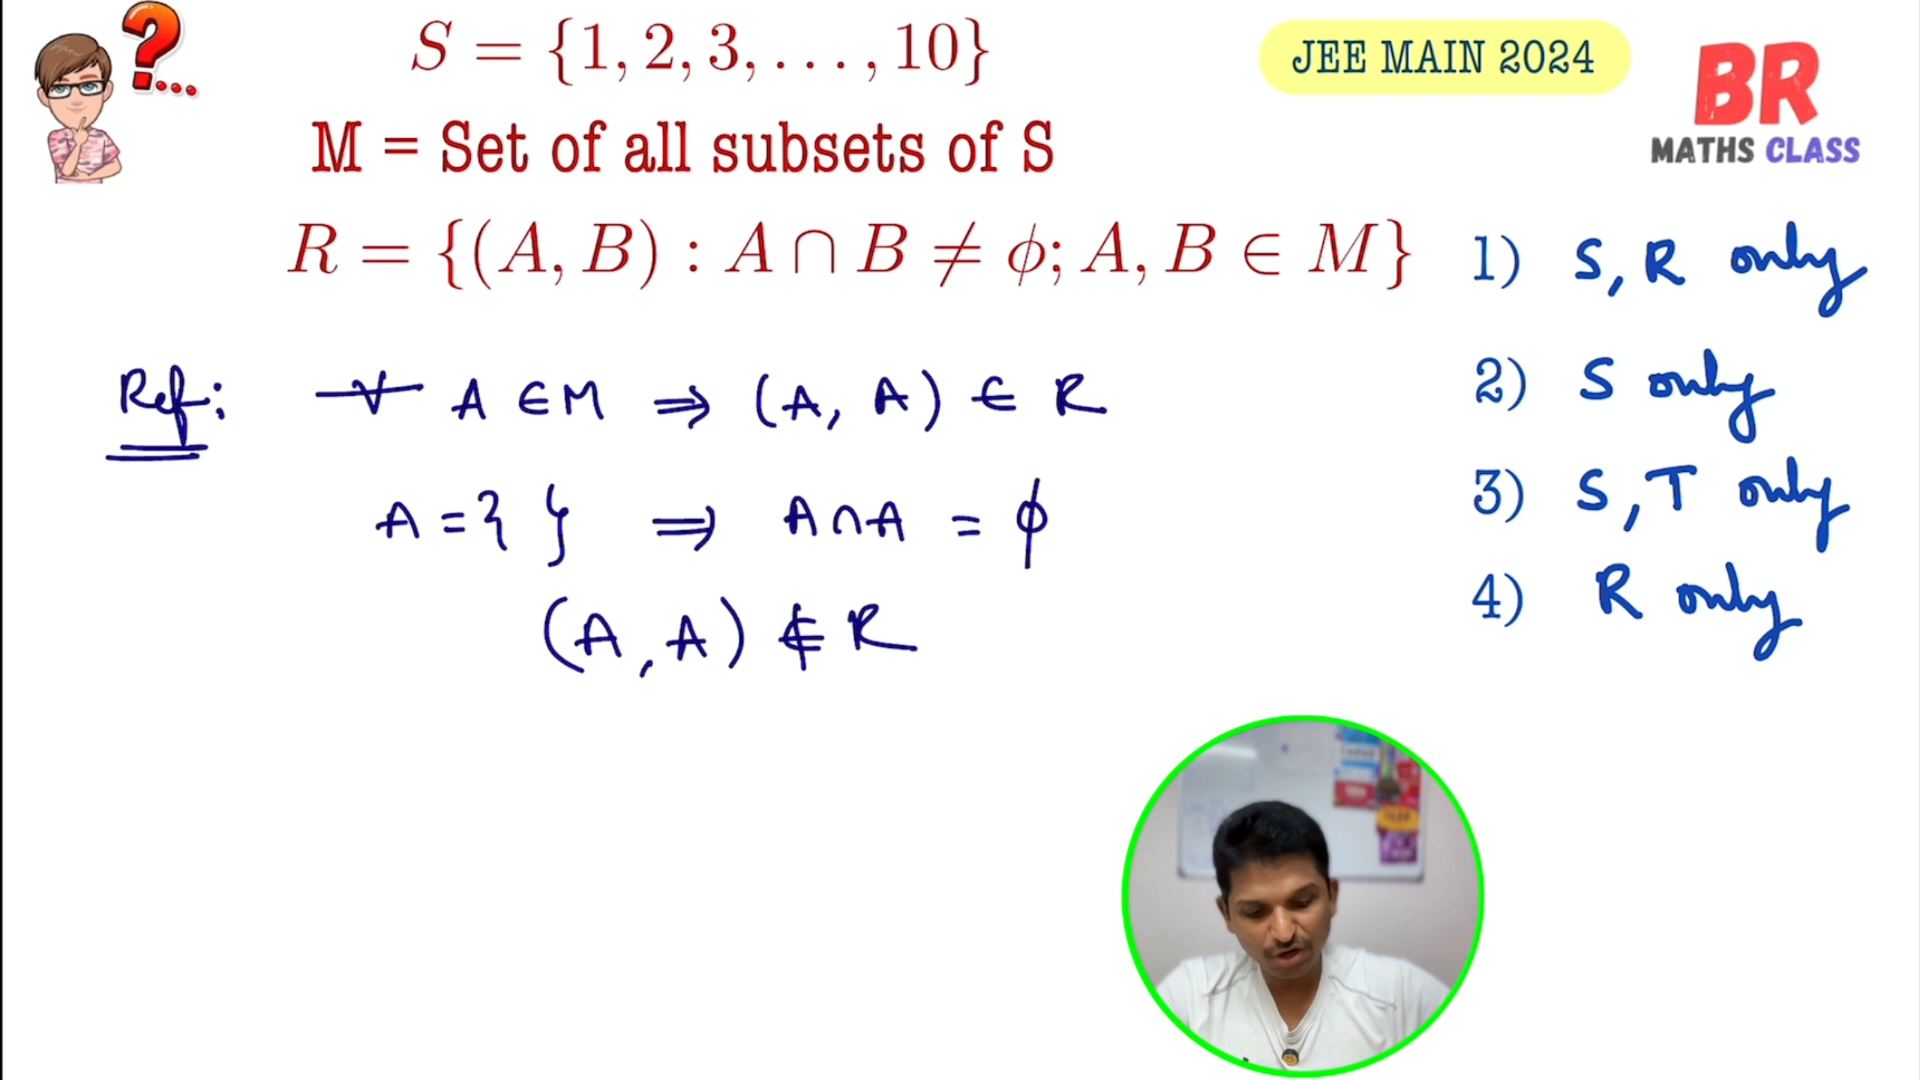 S = {1, 2, 3, . . . , 10}
JEE MAIN 2024
BR
MATHS CLASS
M = Set of all subsets of S
R = {(A, B) : A ∩ B ≠ ϕ; A, B ∈ M}
1) S, R only
2) S only
3) S, T only
4) R only
Ref: ∀ A ∈ M ⇒ (A, A) ∈ R
A = { } ⇒ A ∩ A = ϕ
(A, A) ∉ R